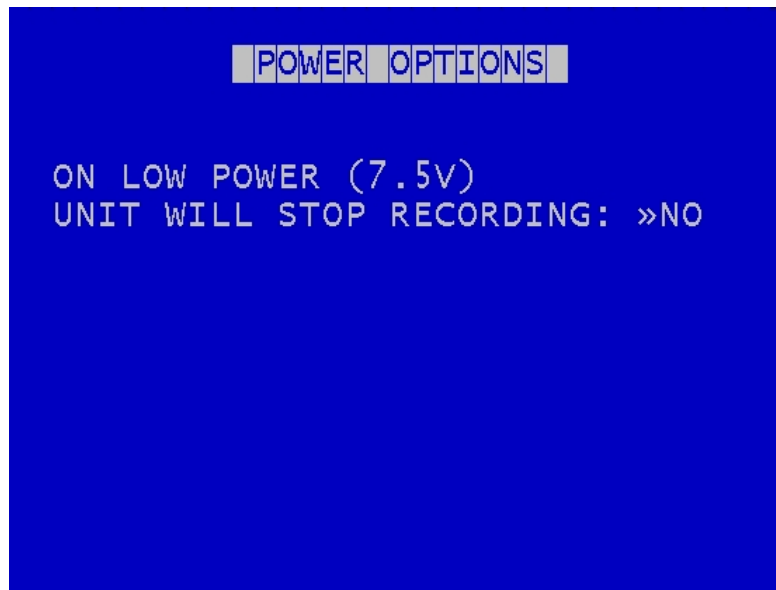 POWER OPTIONS
ON LOW POWER (7.5V)
UNIT WILL STOP RECORDING: »NO